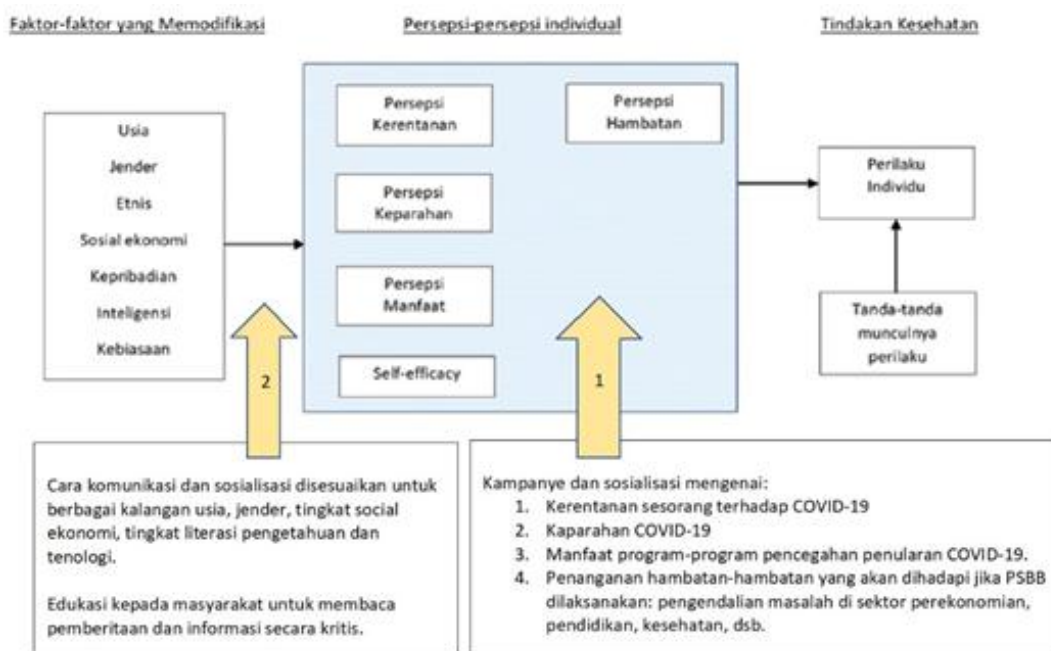 Faktor-faktor yang Memodifikasi
Persepsi-persepsi individual
Tindakan Kesehatan
Usia
Jender
Etnis
Sosial ekonomi
Kepribadian
Inteligensi
Kebiasaan
Persepsi
Kerentanan
Persepsi
Keparahan
Persepsi
Manfaat
Self-efficacy
Persepsi
Hambatan
Perilaku
Individu
Tanda-tanda
munculnya
perilaku
2
1
Cara komunikasi dan sosialisasi disesuaikan untuk
berbagai kalangan usia, jender, tingkat social
ekonomi, tingkat literasi pengetahuan dan
tenologi.
Edukasi kepada masyarakat untuk membaca
pemberitaan dan informasi secara kritis.
Kampanye dan sosialisasi mengenai:
1. Kerentanan sesorang terhadap COVID-19
2. Kaparahan COVID-19
3. Manfaat program-program pencegahan penularan COVID-19.
4. Penanganan hambatan-hambatan yang akan dihadapi jika PSBB
dilaksanakan: pengendalian masalah di sektor perekonomian,
pendidikan, kesehatan, dsb.